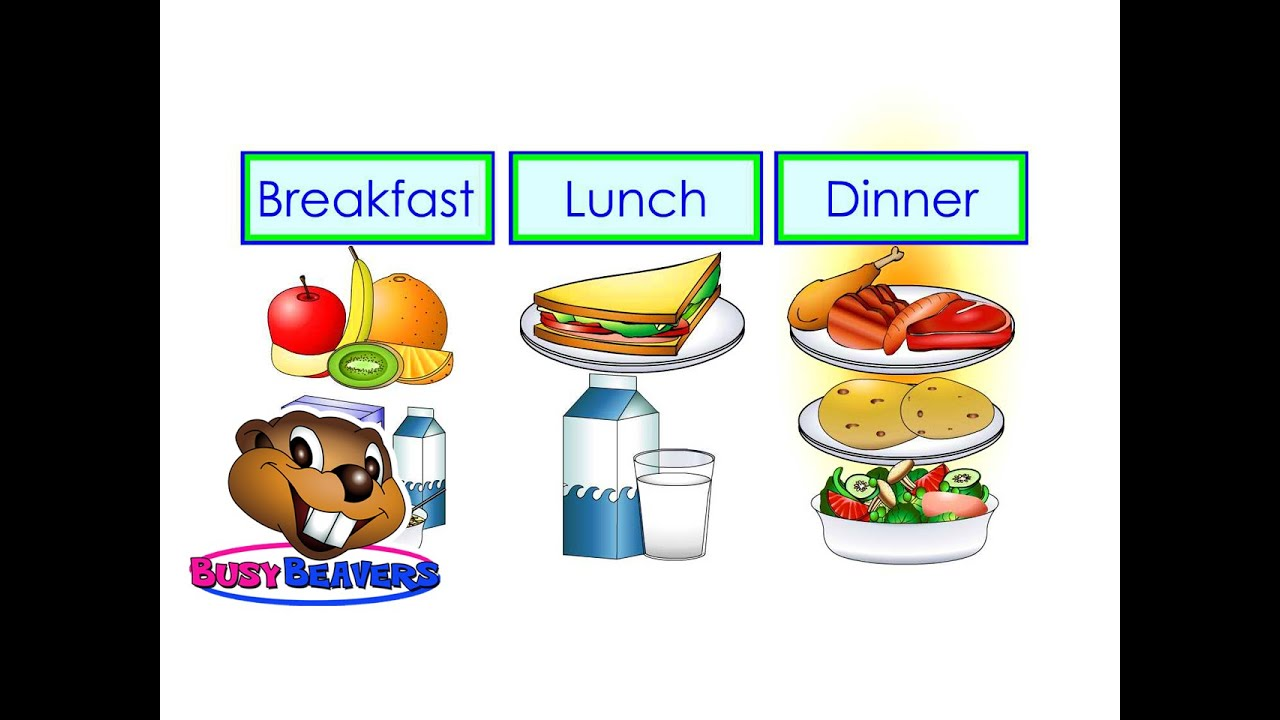 Breakfast
Lunch
Dinner
BUSY BEAVERS